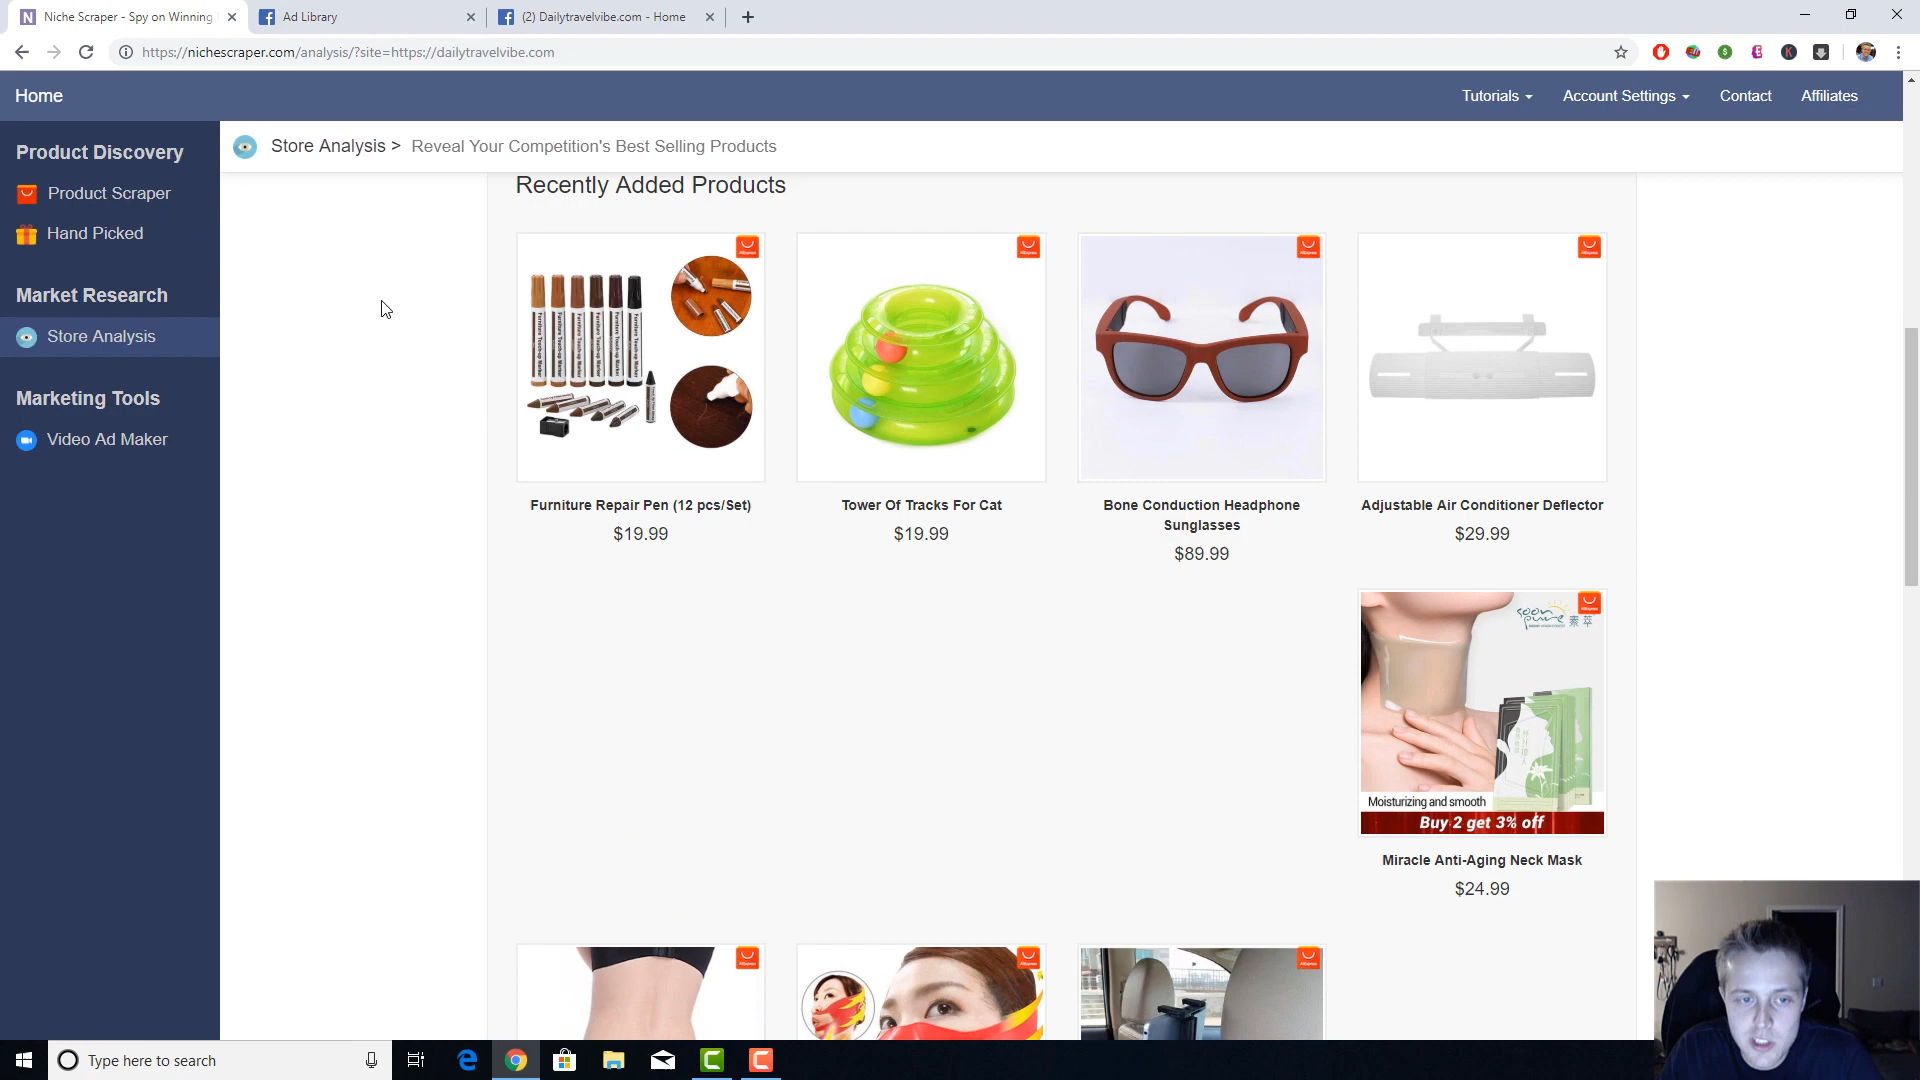 Niche Scraper - Spy on Winning
Ad Library
(2) Dailytravelvibe.com - Home
https://nichescraper.com/analysis/?site=https://dailytravelvibe.com
Home
Tutorials
Account Settings
Contact
Affiliates
Product Discovery
Product Scraper
Hand Picked
Market Research
Store Analysis
Marketing Tools
Video Ad Maker
Store Analysis > Reveal Your Competition's Best Selling Products
Recently Added Products
Furniture Repair Pen (12 pcs/Set)
$19.99
Tower Of Tracks For Cat
$19.99
Bone Conduction Headphone
Sunglasses
$89.99
Adjustable Air Conditioner Deflector
$29.99
soon
pure
素萃
Moisturizing and smooth
Buy 2 get 3% off
Miracle Anti-Aging Neck Mask
$24.99
Type here to search